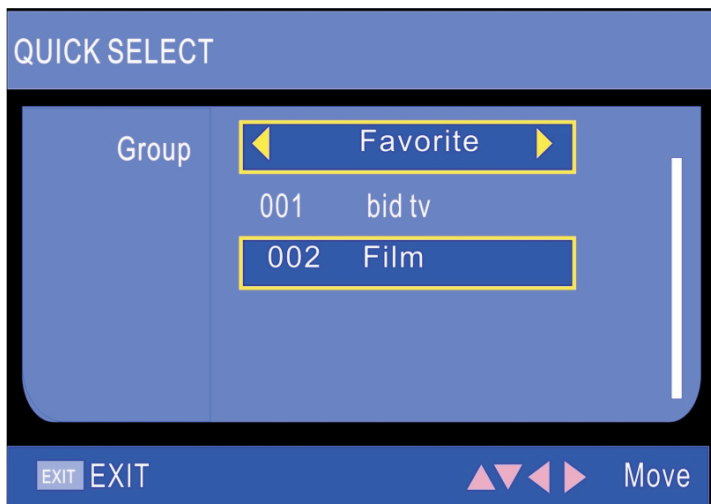 QUICK SELECT
Group Favorite
001 bid tv
002 Film
EXIT EXIT Move